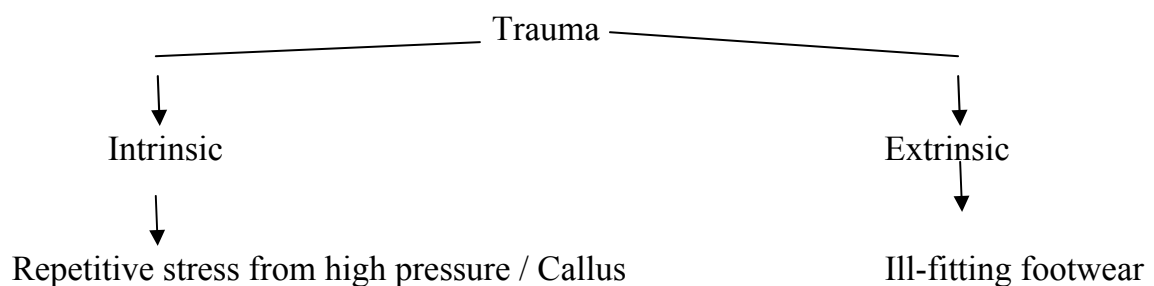 Trauma
Intrinsic Extrinsic
Repetitive stress from high pressure / Callus Ill-fitting footwear